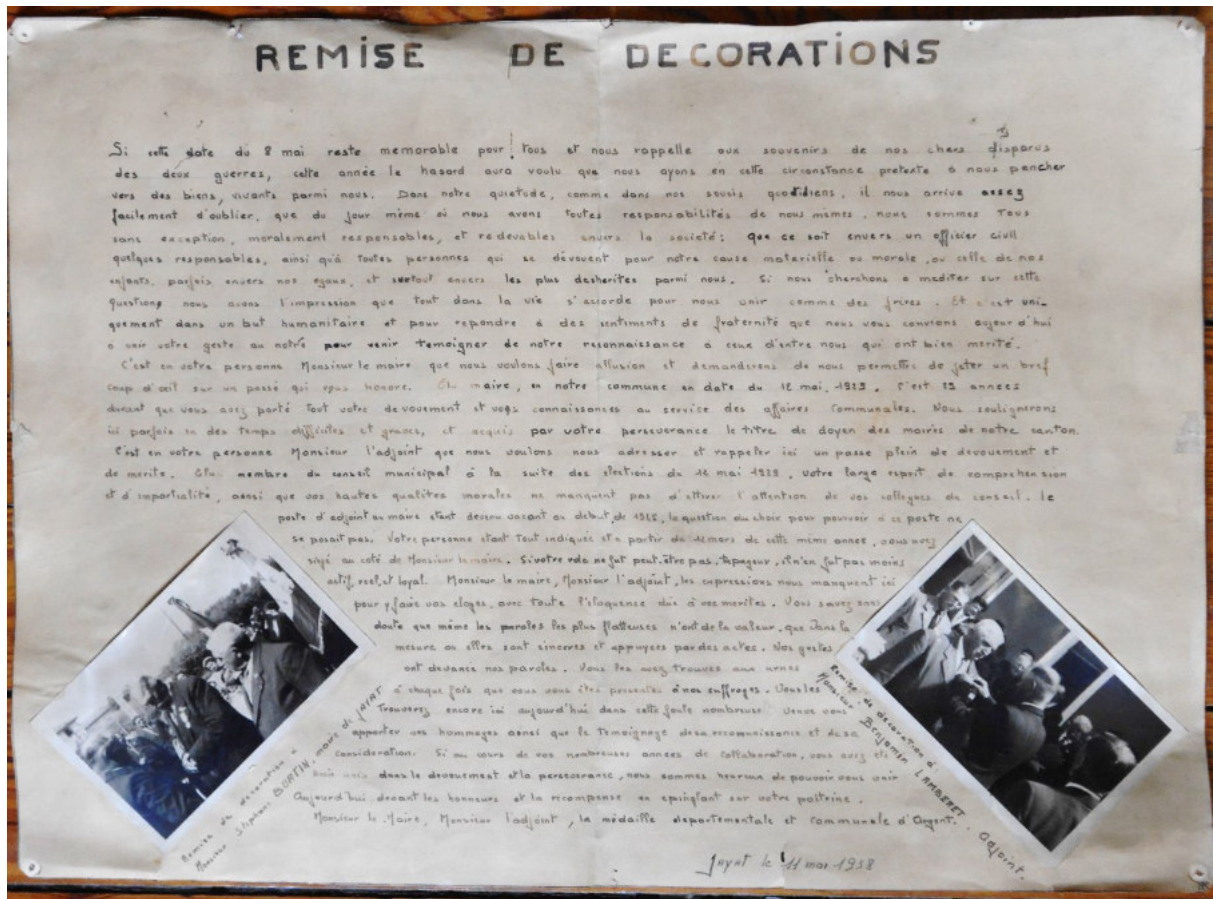 REMISE DE DECORATIONS
Si cette date du 8 mai reste memorable pour tous et nous rappelle aux souvenirs de nos chers disparus
des deux guerres, cette année le hasard aura voulu que nous ayons en cette circonstance pretexte à nous pencher
vers des biens, vivants parmi nous. Dans notre quietude, comme dans nos soucis quotidiens, il nous arrive assez
facilement d'oublier, que du jour même où nous avons toutes responsabilités de nous mêmes, nous sommes Tous
sans exception, moralement responsables, et redevables envers la societé: que ce soit envers un officier civil
quelques responsables, ainsi qu'à toutes personnes qui se dévouent pour notre cause materielle ou morale, ou celle de nos
enfants, parfois envers nos egaux, et surtout envers les plus desherites parmi nous. Si nous cherchons a mediter sur cette
question, nous avons l'impression que tout dans la vie s'accorde pour nous unir comme des frères. Et c'est uni-
quement dans un but humanitaire et pour repondre à des sentiments de fraternité que nous vous convions aujourd'hui
à unir votre geste au notre pour venir temoigner de notre reconnaissance à ceux d'entre nous qui ont bien merité.
C'est en votre personne Monsieur le maire que nous voulons faire allusion et demanderons de nous permettre de jeter un bref
coup d'œil sur un passé qui vous honore. Elu maire, en notre commune en date du 12 mai, 1929. C'est 29 années
durant que vous avez porté tout votre devouement et vos connaissances au service des affaires communales. Nous soulignerons
ici parfois en des temps difficiles et graves, et acquis par votre perseverance le titre de doyen des maires de notre canton.
C'est en votre personne Monsieur l'adjoint que nous voulons nous adresser et rappeler ici un passe plein de devouement et
de merite. Elu membre du conseil municipal à la suite des elections du 12 mai 1929, votre large esprit de comprehension
et d'impartialité, ainsi que vos hautes qualites morales ne manquent pas d'attirer l'attention de vos collegues du conseil. Le
poste d'adjoint au maire etant devenu vacant au début de la question du choix pour pouvoir à ce poste ne
se posait pas. Votre personne etant tout indiquée et a partir du mars de cette même annee, vous avez
siégé au coté de Monsieur le maire. Si votre role ne fut peut être pas, tapageur, il n'en fut pas moins
actif, reel, et loyal. Monsieur le maire, Monsieur l'adjoint, les expressions nous manquent ici
pour y faire vos eloges, avec toute l'éloquence due à vos merites. Vous savez sans
doute que même les paroles les plus flatteuses n'ont de la valeur, que dans la
mesure ou elles sont sinceres et appuyees par des actes. Nos gestes
ont devancé nos paroles. Vous les avez trouvés aux urnes
à chaque fois que vous vous êtes presentés à nos suffrages. Vous les
Trouverez encore ici aujourd'hui dans cette foule nombreuse. Venue vous
apporter ses hommages ainsi que le temoignage de sa reconnaissance et de sa
consideration. Si au cours de vos nombreuses annees de collaboration, vous avez ete
unis dans le devouement et la perseverance, nous sommes heureux de pouvoir vous unir
Aujourd'hui devant les honneurs et la recompense en epinglant sur votre poitrine.
Monsieur le Maire, Monsieur l'adjoint, la médaille departementale et communale d'Argent.
Jayat le 11 mai 1958
Remise de decoration à
Monsieur Stéphane BERTIN, maire de JAYAT
Remise de decoration à
Monsieur Benjamin LAMBERET, Adjoint.